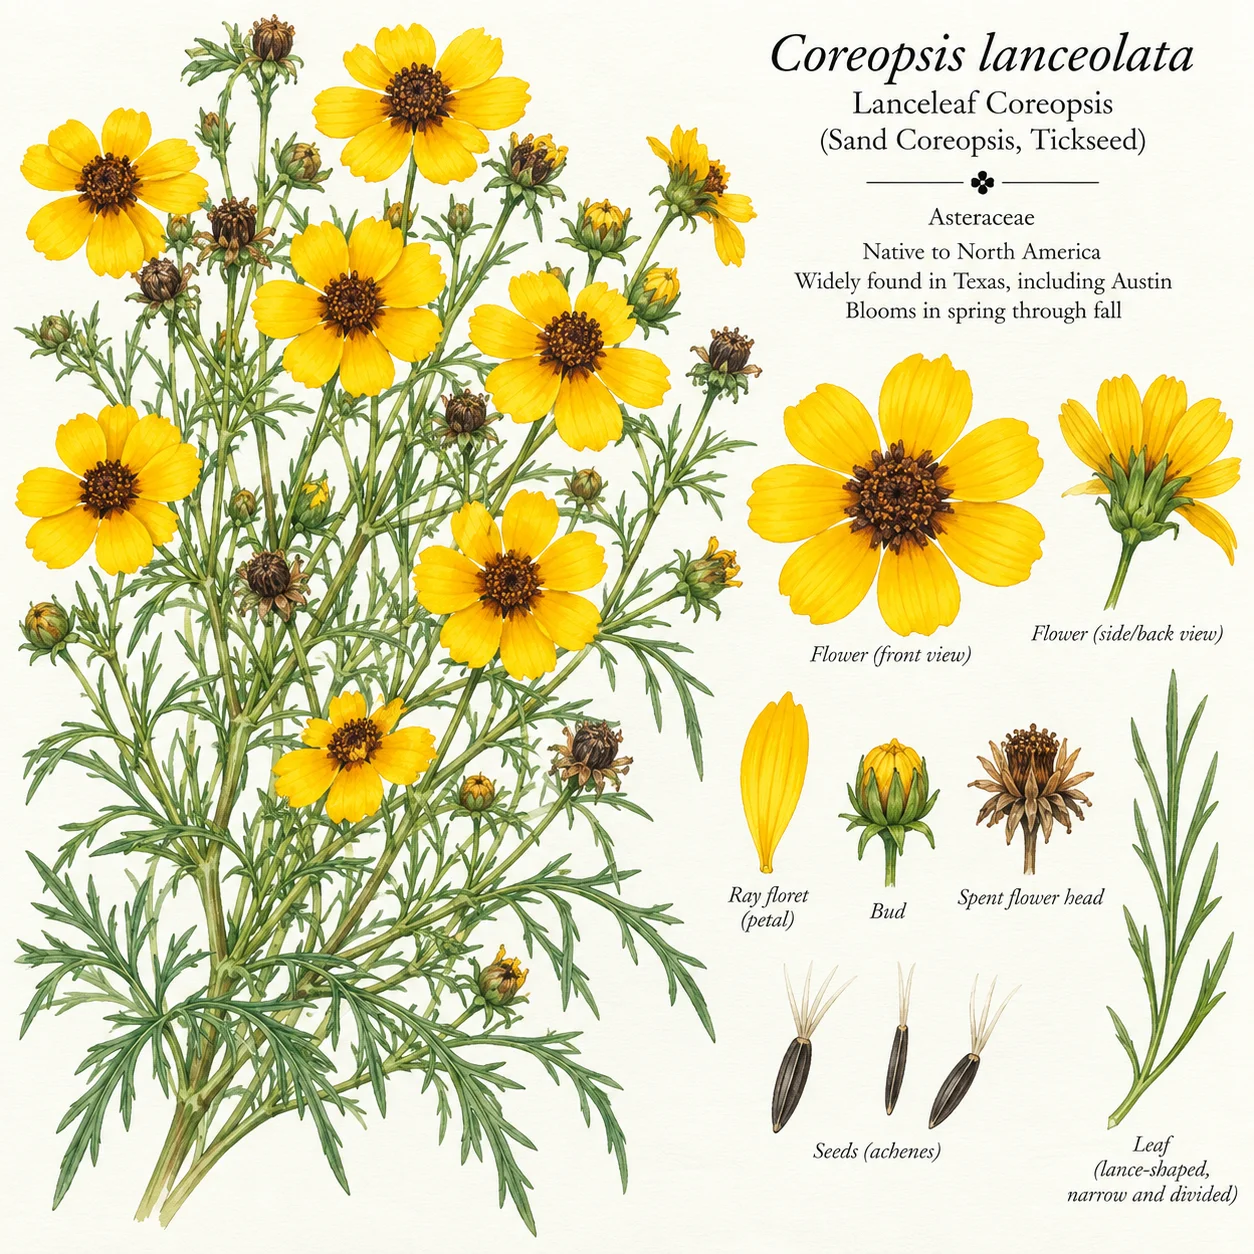 Coreopsis lanceolata
Lanceleaf Coreopsis
(Sand Coreopsis, Tickseed)
Asteraceae
Native to North America
Widely found in Texas, including Austin
Blooms in spring through fall
Flower (front view)
Flower (side/back view)
Ray floret
(petal)
Bud
Spent flower head
Seeds (achenes)
Leaf
(lance-shaped,
narrow and divided)